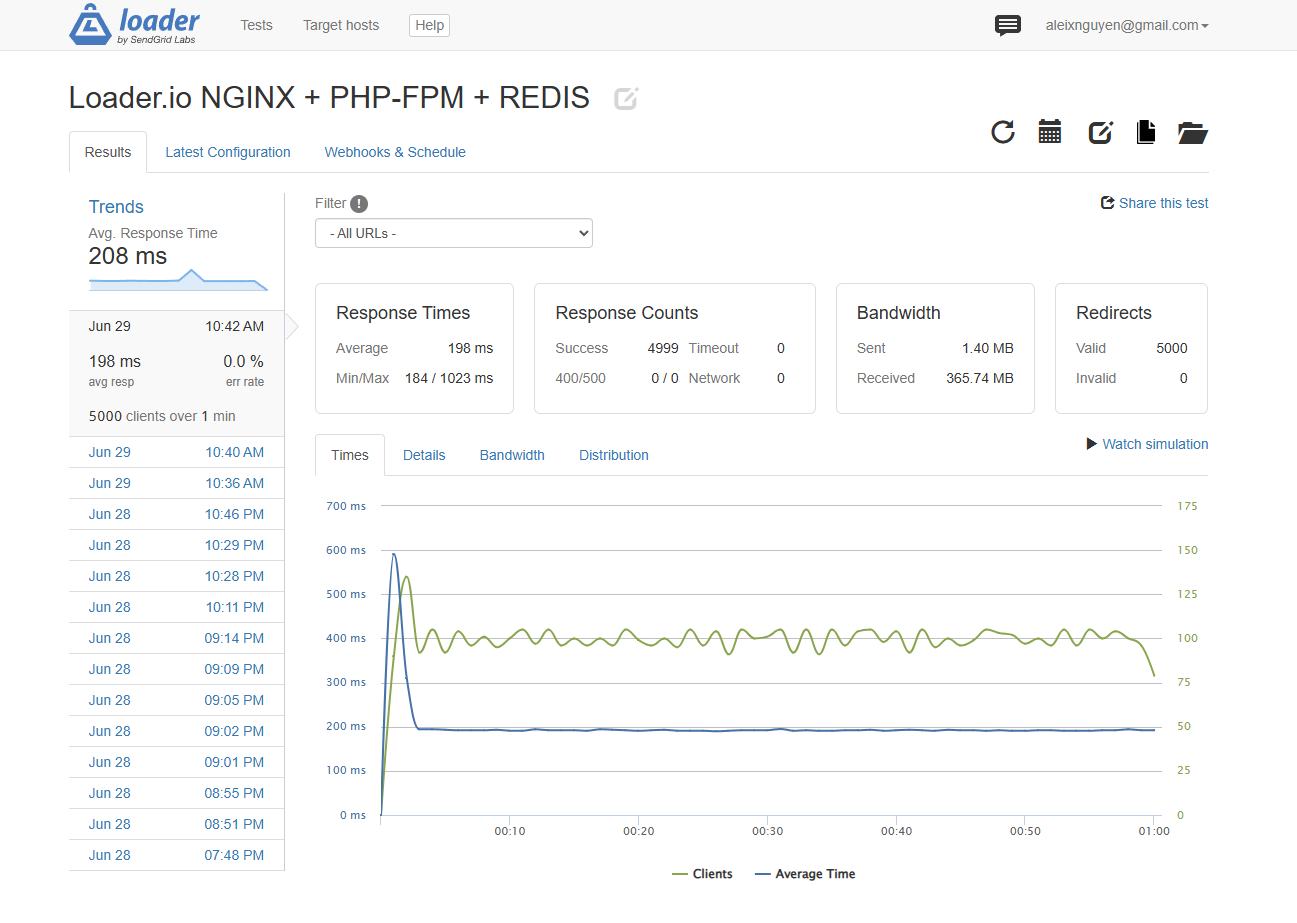 loader
by SendGrid Labs
Tests Target hosts Help aleixnguyen@gmail.com
Loader.io NGINX + PHP-FPM + REDIS
Results Latest Configuration Webhooks & Schedule
Trends
Avg. Response Time
208 ms
Jun 29 10:42 AM
198 ms 0.0 %
avg resp err rate
5000 clients over 1 min
Jun 29 10:40 AM
Jun 29 10:36 AM
Jun 28 10:46 PM
Jun 28 10:29 PM
Jun 28 10:28 PM
Jun 28 10:11 PM
Jun 28 09:14 PM
Jun 28 09:09 PM
Jun 28 09:05 PM
Jun 28 09:02 PM
Jun 28 09:01 PM
Jun 28 08:55 PM
Jun 28 08:51 PM
Jun 28 07:48 PM
Filter !
- All URLs -
Share this test
Response Times
Average 198 ms
Min/Max 184 / 1023 ms
Response Counts
Success 4999 Timeout 0
400/500 0 / 0 Network 0
Bandwidth
Sent 1.40 MB
Received 365.74 MB
Redirects
Valid 5000
Invalid 0
Times Details Bandwidth Distribution
Watch simulation
700 ms 175
600 ms 150
500 ms 125
400 ms 100
300 ms 75
200 ms 50
100 ms 25
0 ms 0
00:10 00:20 00:30 00:40 00:50 01:00
Clients Average Time